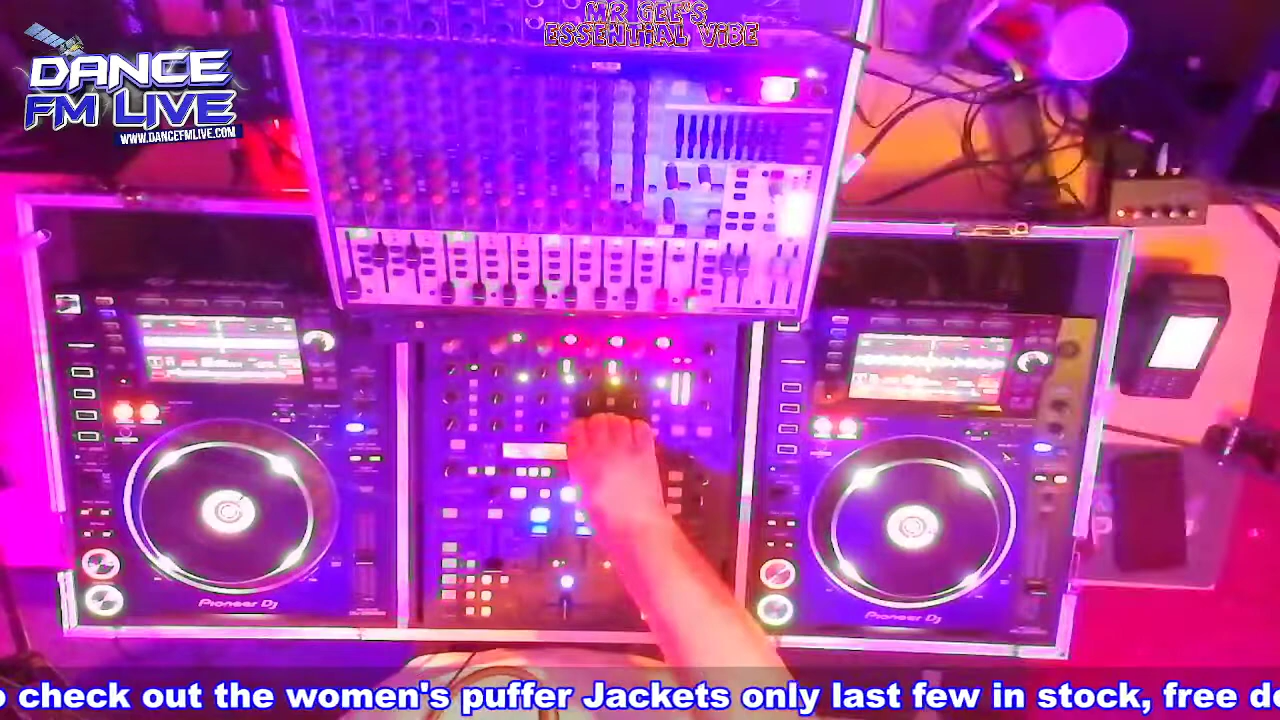 MR GEE'S
ESSENTIAL VIBE
DANCE
FM LIVE
WWW.DANCEFMLIVE.COM
Pioneer Dj
Pioneer Dj
check out the women's puffer Jackets only last few in stock, free